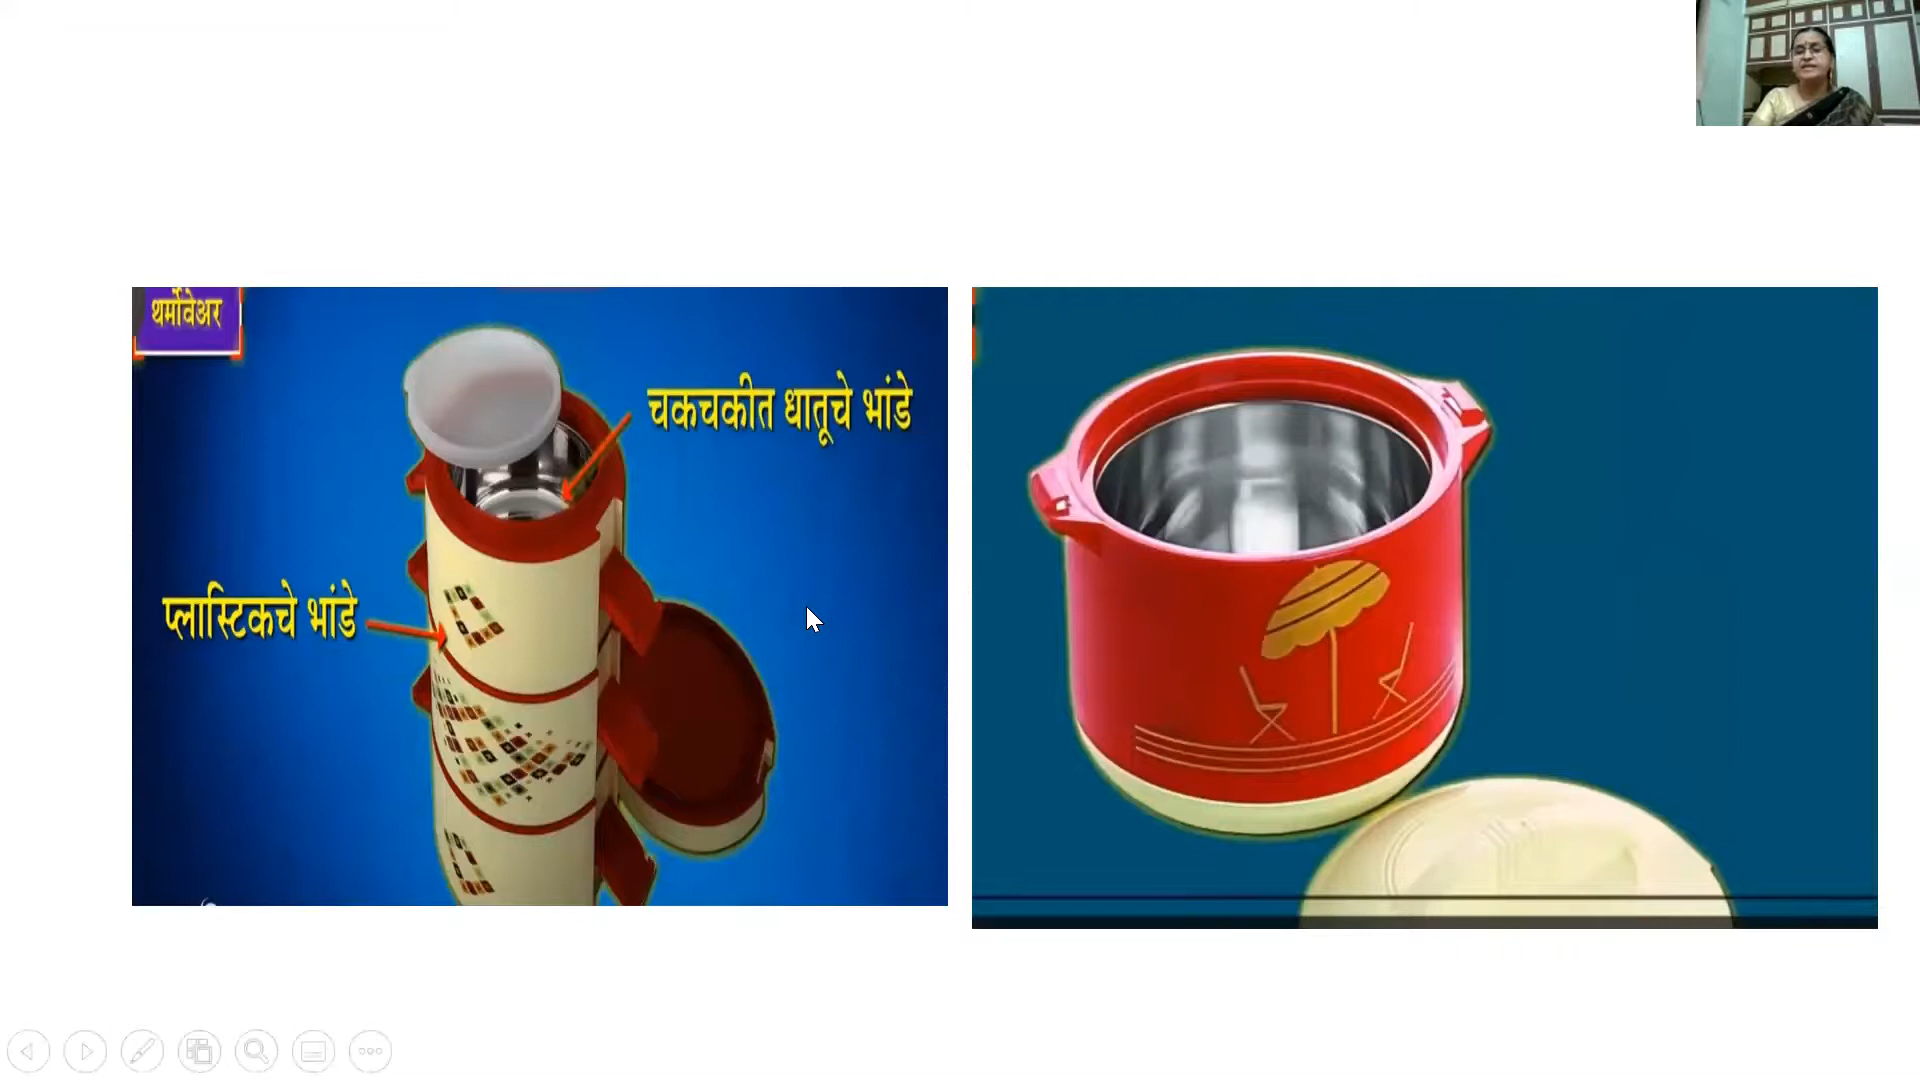 थर्मोवेअर
चकचकीत धातूचे भांडे
प्लास्टिकचे भांडे